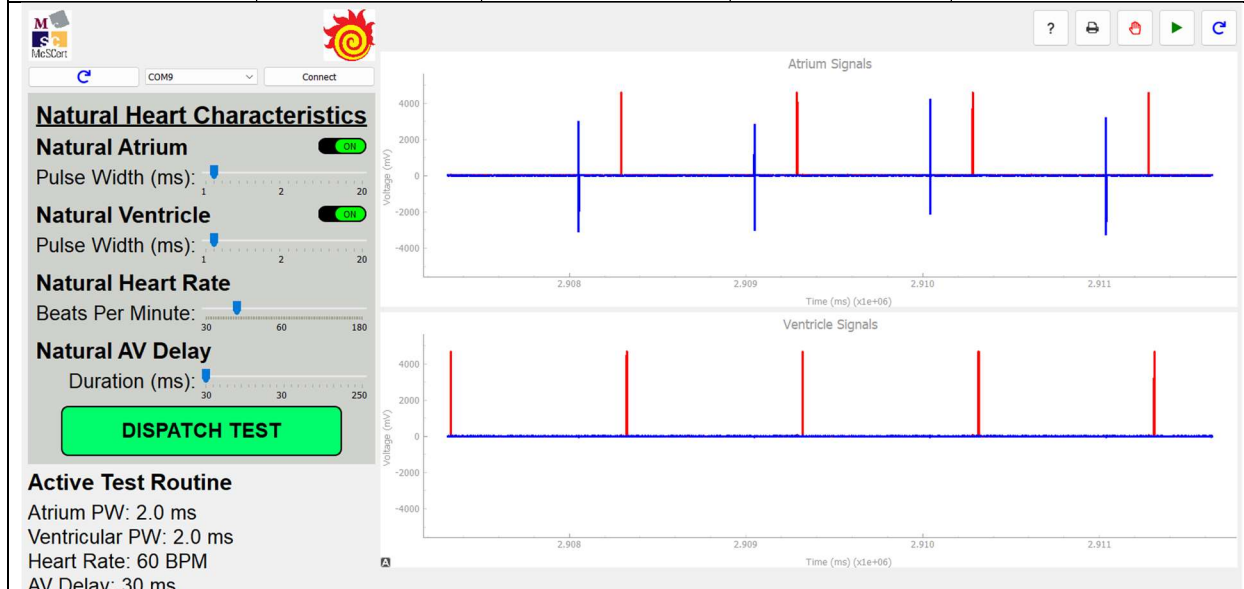 M
SC
McSCert
COM9
Connect
?
Natural Heart Characteristics
Natural Atrium
ON
Pulse Width (ms):
1 2 20
Natural Ventricle
ON
Pulse Width (ms):
1 2 20
Natural Heart Rate
Beats Per Minute:
30 60 180
Natural AV Delay
Duration (ms):
30 30 250
DISPATCH TEST
Active Test Routine
Atrium PW: 2.0 ms
Ventricular PW: 2.0 ms
Heart Rate: 60 BPM
AV Delay: 30 ms
Atrium Signals
Voltage (mV)
4000
2000
0
-2000
-4000
2.908 2.909 2.910 2.911
Time (ms) (x1e+06)
Ventricle Signals
Voltage (mV)
4000
2000
0
-2000
-4000
2.908 2.909 2.910 2.911
Time (ms) (x1e+06)
A